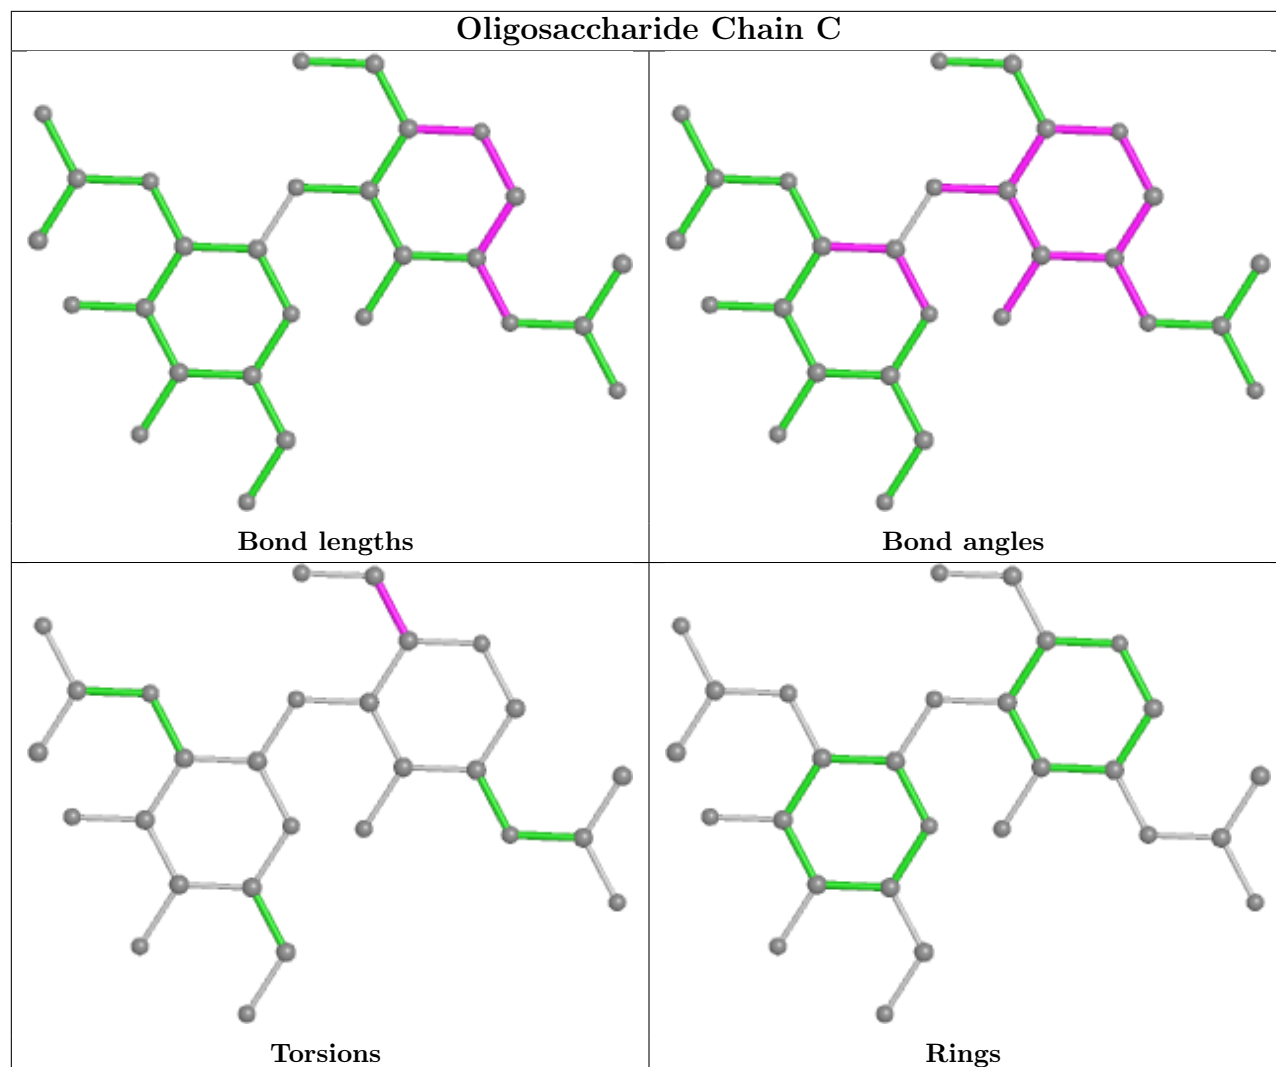 Oligosaccharide Chain C
Bond lengths
Bond angles
Torsions
Rings